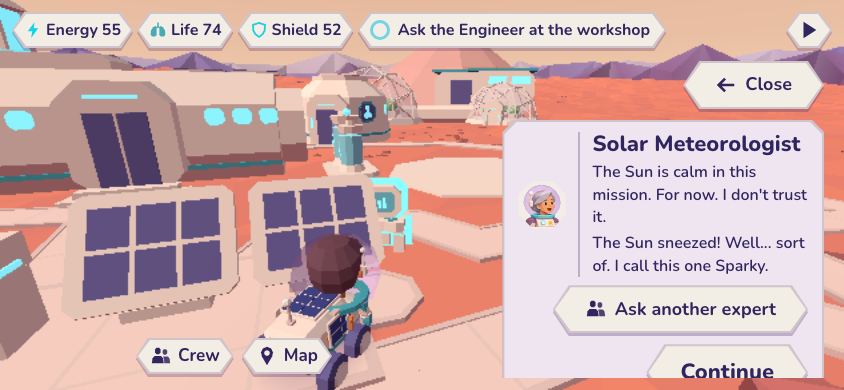 Energy 55
Life 74
Shield 52
Ask the Engineer at the workshop
Close
Solar Meteorologist
The Sun is calm in this
mission. For now. I don't trust
it.
The Sun sneezed! Well... sort
of. I call this one Sparky.
Ask another expert
Continue
Crew
Map